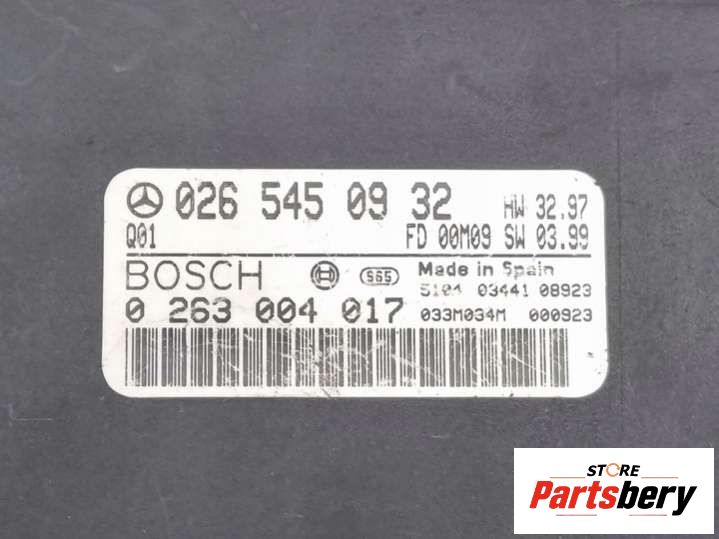 026 545 09 32 HW 32.97
Q01 FD 00M09 SW 03.99
BOSCH 565 Made in Spain
0 263 004 017 5104 03441 08923
033M034M 000923
STORE
Partsbery